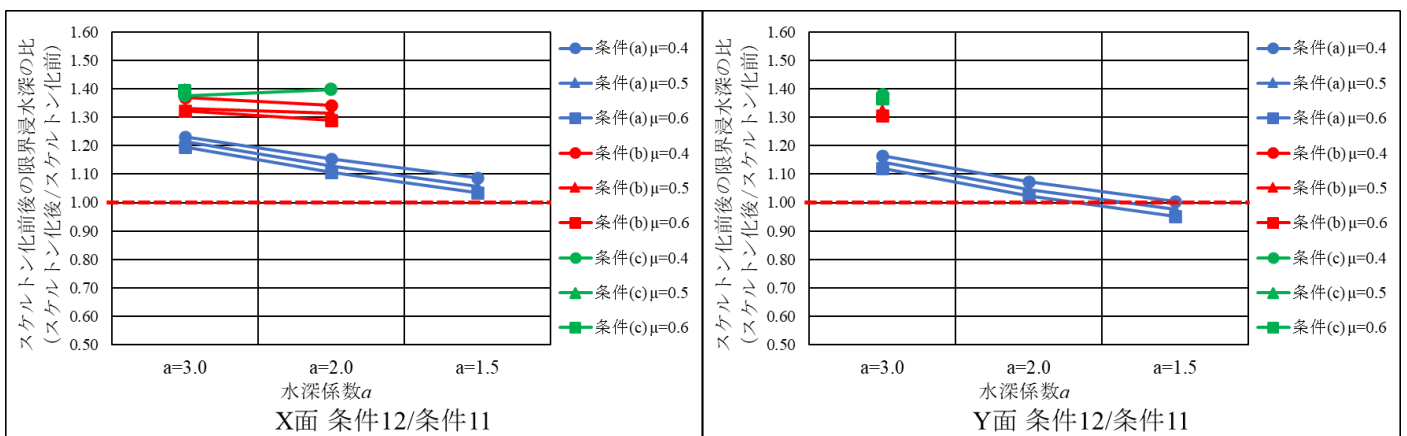 スケルトン化前後の限界浸水深の比
(スケルトン化後/スケルトン化前)
1.60
1.50
1.40
1.30
1.20
1.10
1.00
0.90
0.80
0.70
0.60
0.50
a=3.0
a=2.0
a=1.5
水深係数a
条件(a)μ=0.4
条件(a)μ=0.5
条件(a)μ=0.6
条件(b)μ=0.4
条件(b)μ=0.5
条件(b)μ=0.6
条件(c)μ=0.4
条件(c)μ=0.5
条件(c)μ=0.6
X面 条件12/条件11
スケルトン化前後の限界浸水深の比
(スケルトン化後/スケルトン化前)
1.60
1.50
1.40
1.30
1.20
1.10
1.00
0.90
0.80
0.70
0.60
0.50
a=3.0
a=2.0
a=1.5
水深係数a
条件(a)μ=0.4
条件(a)μ=0.5
条件(a)μ=0.6
条件(b)μ=0.4
条件(b)μ=0.5
条件(b)μ=0.6
条件(c)μ=0.4
条件(c)μ=0.5
条件(c)μ=0.6
Y面 条件12/条件11